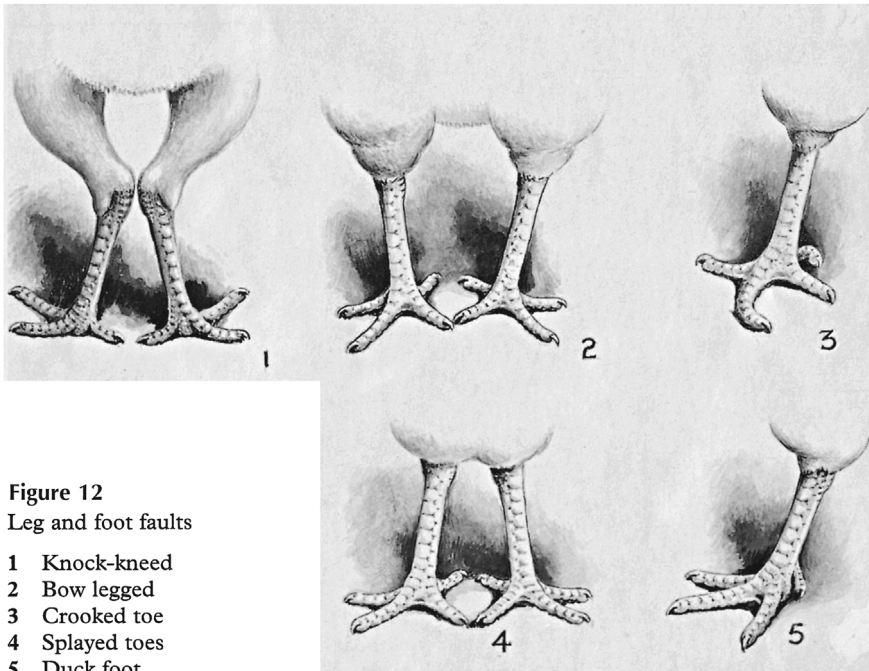 1
2
3
4
5
Figure 12
Leg and foot faults
1 Knock-kneed
2 Bow legged
3 Crooked toe
4 Splayed toes
5 Duck foot